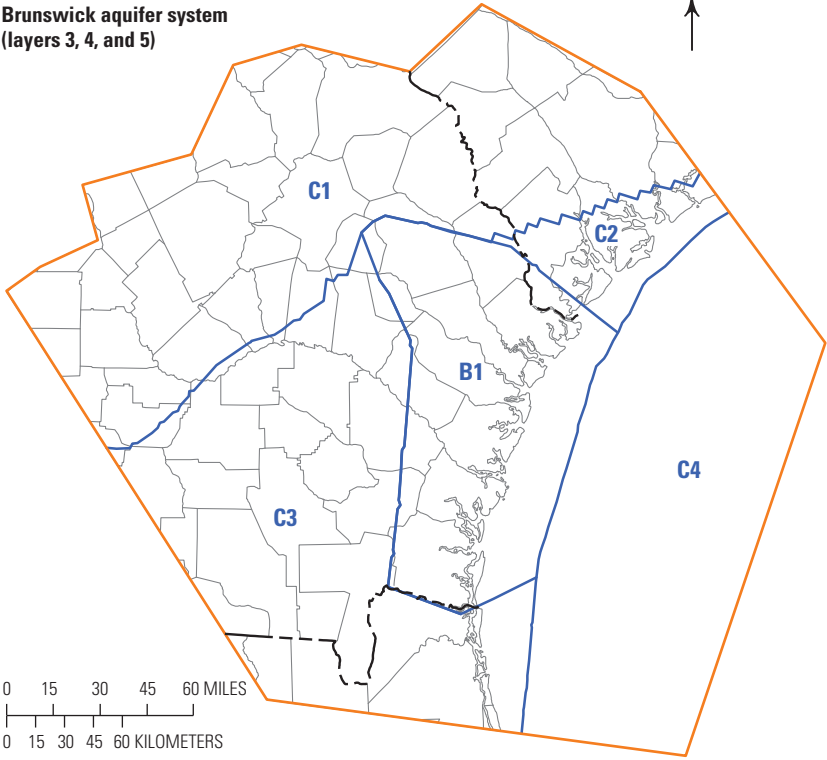 Brunswick aquifer system
(layers 3, 4, and 5)
C1
C2
B1
C4
C3
0 15 30 45 60 MILES
0 15 30 45 60 KILOMETERS